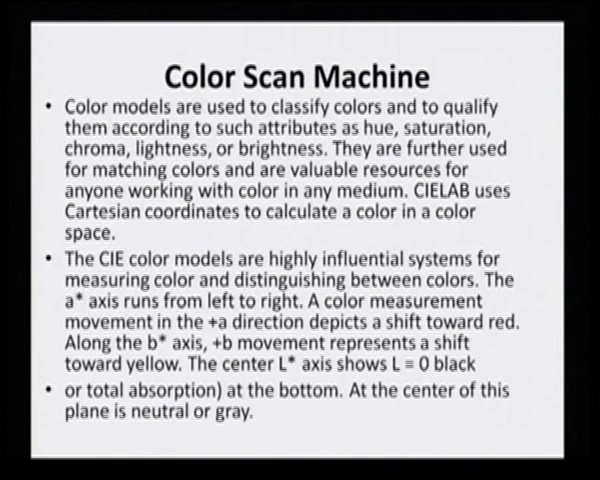 Color Scan Machine
• Color models are used to classify colors and to qualify
them according to such attributes as hue, saturation,
chroma, lightness, or brightness. They are further used
for matching colors and are valuable resources for
anyone working with color in any medium. CIELAB uses
Cartesian coordinates to calculate a color in a color
space.
• The CIE color models are highly influential systems for
measuring color and distinguishing between colors. The
a* axis runs from left to right. A color measurement
movement in the +a direction depicts a shift toward red.
Along the b* axis, +b movement represents a shift
toward yellow. The center L* axis shows L = 0 black
• or total absorption) at the bottom. At the center of this
plane is neutral or gray.